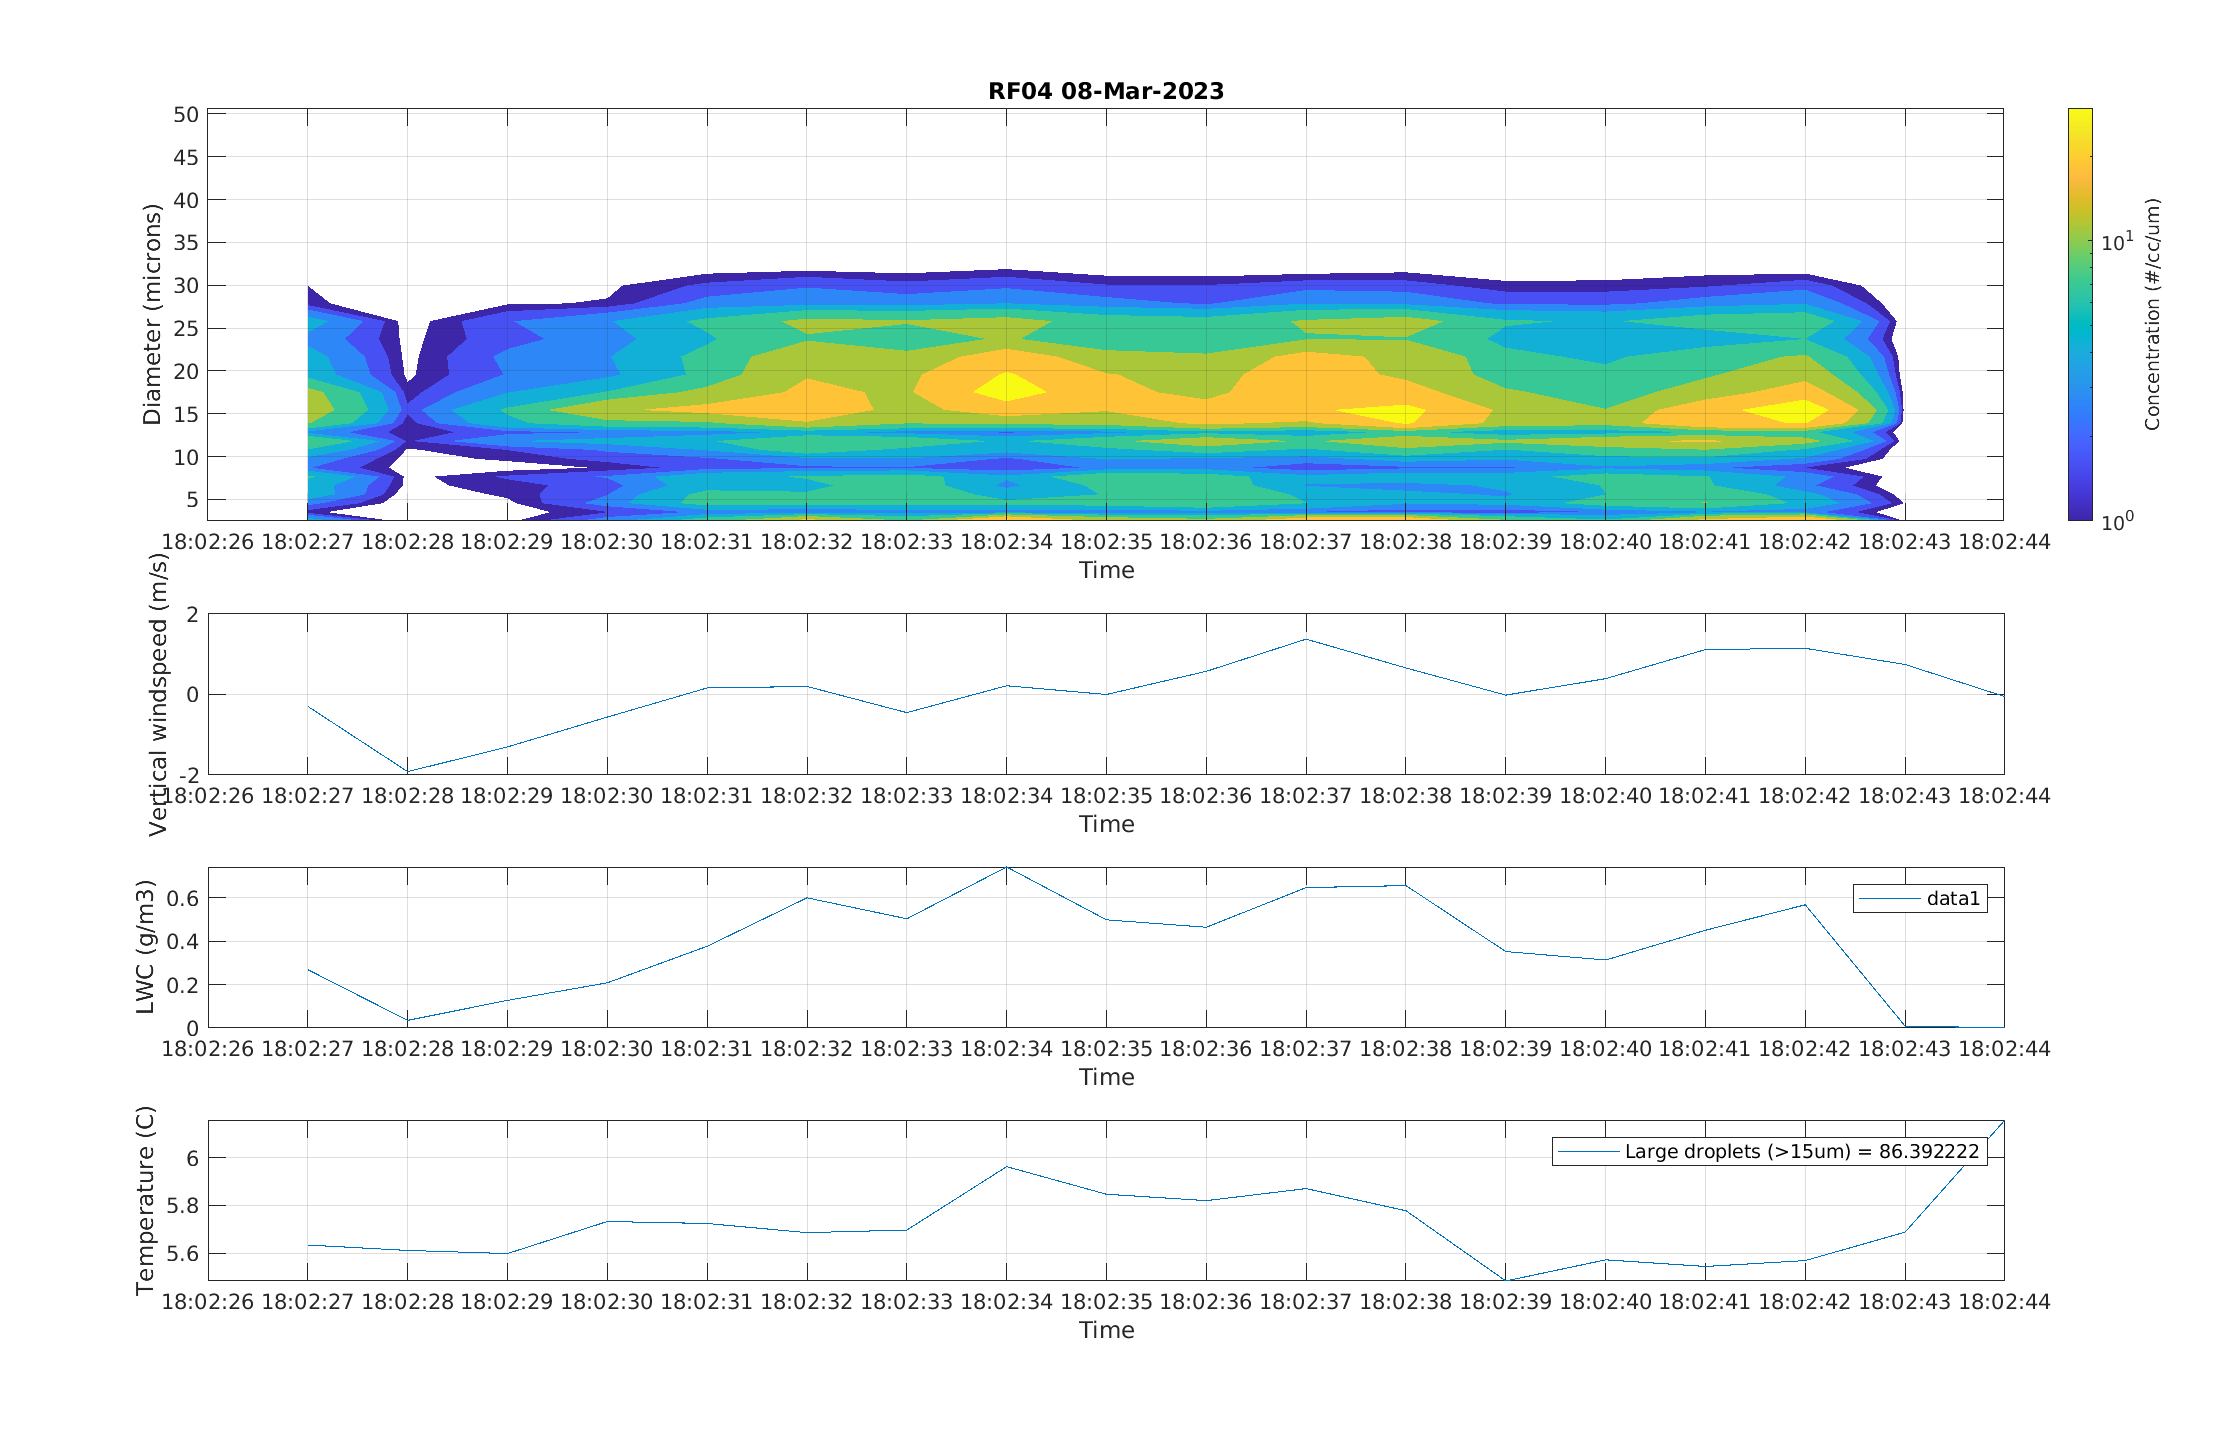 RF04 08-Mar-2023
50
45
40
35
30
25
20
15
10
5
Diameter (microns)
18:02:26 18:02:27 18:02:28 18:02:29 18:02:30 18:02:31 18:02:32 18:02:33 18:02:34 18:02:35 18:02:36 18:02:37 18:02:38 18:02:39 18:02:40 18:02:41 18:02:42 18:02:43 18:02:44
Time
10^1
10^0
Concentration (#/cc/um)
2
0
-2
Vertical windspeed (m/s)
18:02:26 18:02:27 18:02:28 18:02:29 18:02:30 18:02:31 18:02:32 18:02:33 18:02:34 18:02:35 18:02:36 18:02:37 18:02:38 18:02:39 18:02:40 18:02:41 18:02:42 18:02:43 18:02:44
Time
0.6
0.4
0.2
0
LWC (g/m3)
data1
18:02:26 18:02:27 18:02:28 18:02:29 18:02:30 18:02:31 18:02:32 18:02:33 18:02:34 18:02:35 18:02:36 18:02:37 18:02:38 18:02:39 18:02:40 18:02:41 18:02:42 18:02:43 18:02:44
Time
6
5.8
5.6
Temperature (C)
Large droplets (>15um) = 86.392222
18:02:26 18:02:27 18:02:28 18:02:29 18:02:30 18:02:31 18:02:32 18:02:33 18:02:34 18:02:35 18:02:36 18:02:37 18:02:38 18:02:39 18:02:40 18:02:41 18:02:42 18:02:43 18:02:44
Time